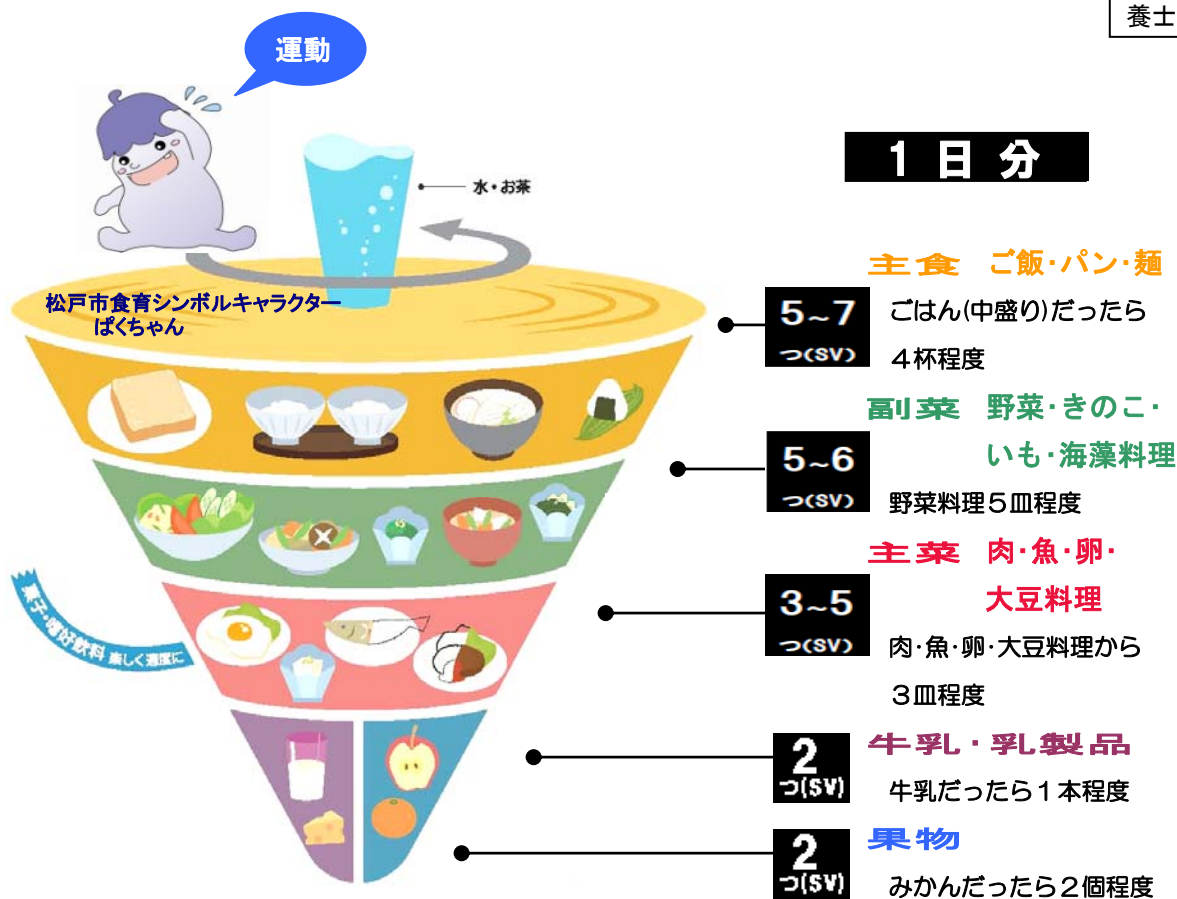 養士
運動
水・お茶
松戸市食育シンボルキャラクター
ぱくちゃん
菓子・嗜好飲料 楽しく適度に
1日分
主食 ご飯・パン・麺
5~7
つ(SV)
ごはん(中盛り)だったら
4杯程度
副菜 野菜・きのこ・
いも・海藻料理
5~6
つ(SV)
野菜料理5皿程度
主菜 肉・魚・卵・
大豆料理
3~5
つ(SV)
肉・魚・卵・大豆料理から
3皿程度
2
つ(SV)
牛乳・乳製品
牛乳だったら1本程度
2
つ(SV)
果物
みかんだったら2個程度